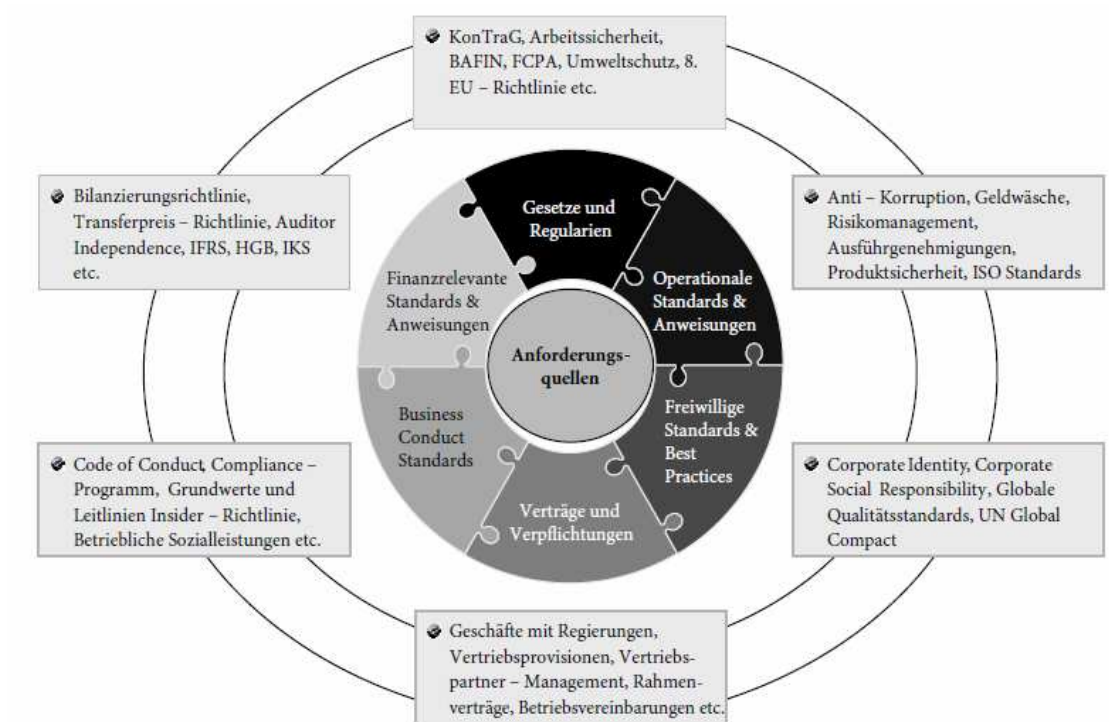 KonTraG, Arbeitssicherheit,
BAFIN, FCPA, Umweltschutz, 8.
EU – Richtlinie etc.
Bilanzierungsrichtlinie,
Transferpreis – Richtlinie, Auditor
Independence, IFRS, HGB, IKS
etc.
Anti – Korruption, Geldwäsche,
Risikomanagement,
Ausführgenehmigungen,
Produktsicherheit, ISO Standards
Gesetze und
Regularien
Finanzrelevante
Standards &
Anweisungen
Operationale
Standards &
Anweisungen
Anforderungs-
quellen
Business
Conduct
Standards
Freiwillige
Standards &
Best
Practices
Verträge und
Verpflichtungen
Code of Conduct, Compliance –
Programm, Grundwerte und
Leitlinien Insider – Richtlinie,
Betriebliche Sozialleistungen etc.
Corporate Identity, Corporate
Social Responsibility, Globale
Qualitätsstandards, UN Global
Compact
Geschäfte mit Regierungen,
Vertriebsprovisionen, Vertriebs-
partner – Management, Rahmen-
verträge, Betriebsvereinbarungen etc.